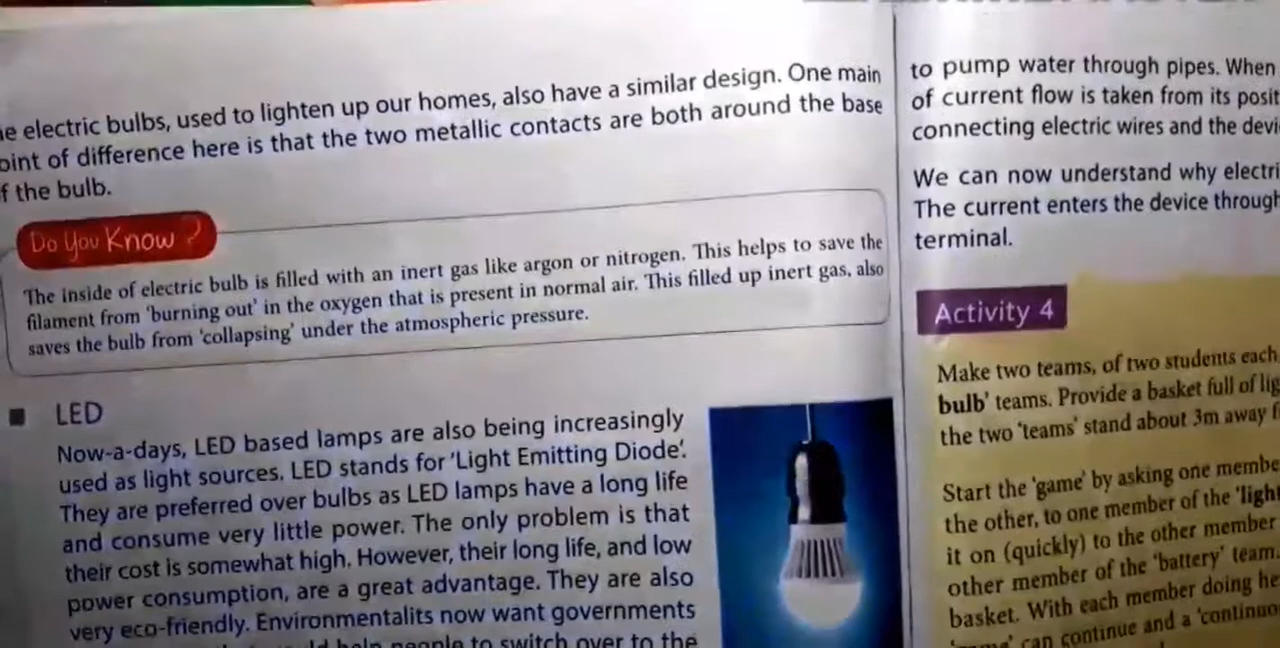 e electric bulbs, used to lighten up our homes, also have a similar design. One main
oint of difference here is that the two metallic contacts are both around the base
f the bulb.
Do You Know ?
The inside of electric bulb is filled with an inert gas like argon or nitrogen. This helps to save the
filament from 'burning out' in the oxygen that is present in normal air. This filled up inert gas, also
saves the bulb from 'collapsing' under the atmospheric pressure.
■ LED
Now-a-days, LED based lamps are also being increasingly
used as light sources. LED stands for 'Light Emitting Diode'.
They are preferred over bulbs as LED lamps have a long life
and consume very little power. The only problem is that
their cost is somewhat high. However, their long life, and low
power consumption, are a great advantage. They are also
very eco-friendly. Environmentalits now want governments
people to switch over to the
to pump water through pipes. When
of current flow is taken from its posit
connecting electric wires and the devi
We can now understand why electri
The current enters the device through
terminal.
Activity 4
Make two teams, of two students each
bulb' teams. Provide a basket full of lig
the two 'teams' stand about 3m away f
Start the 'game' by asking one membe
the other, to one member of the 'light
it on (quickly) to the other member
other member of the 'battery' team.
basket. With each member doing he
can continue and a 'continuo